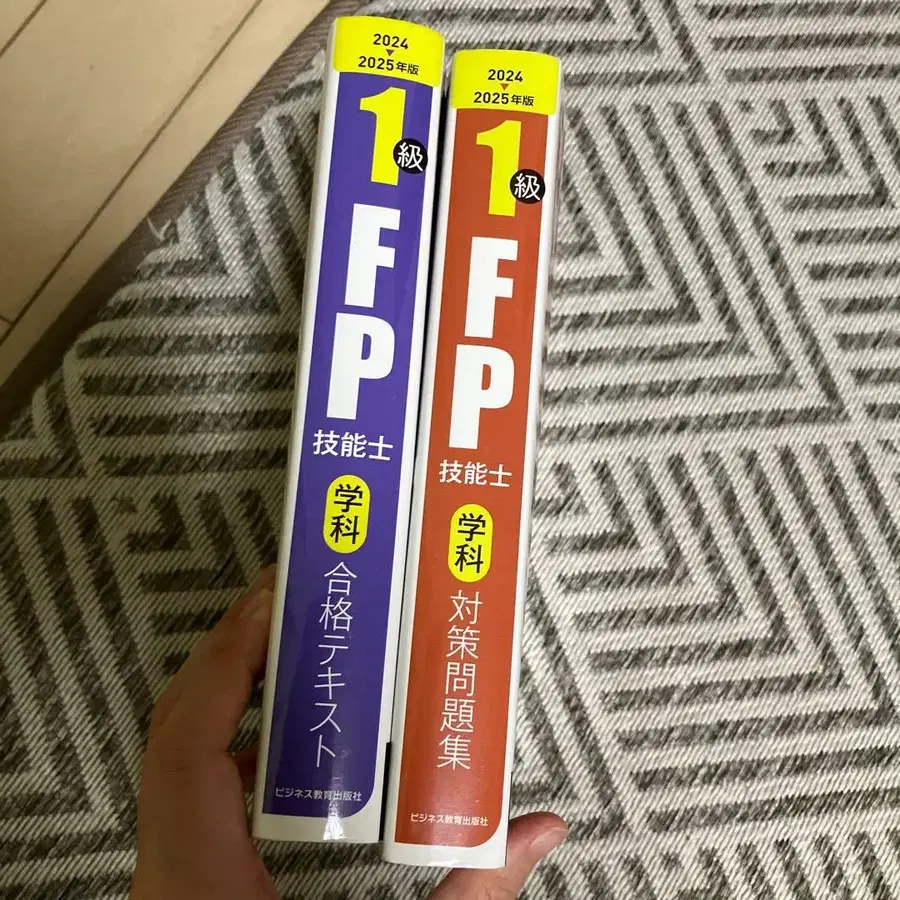 2024
▼
2025年版
1級
FP
技能士
学科
合格テキスト
ビジネス教育出版社
2024
▼
2025年版
1級
FP
技能士
学科
対策問題集
ビジネス教育出版社